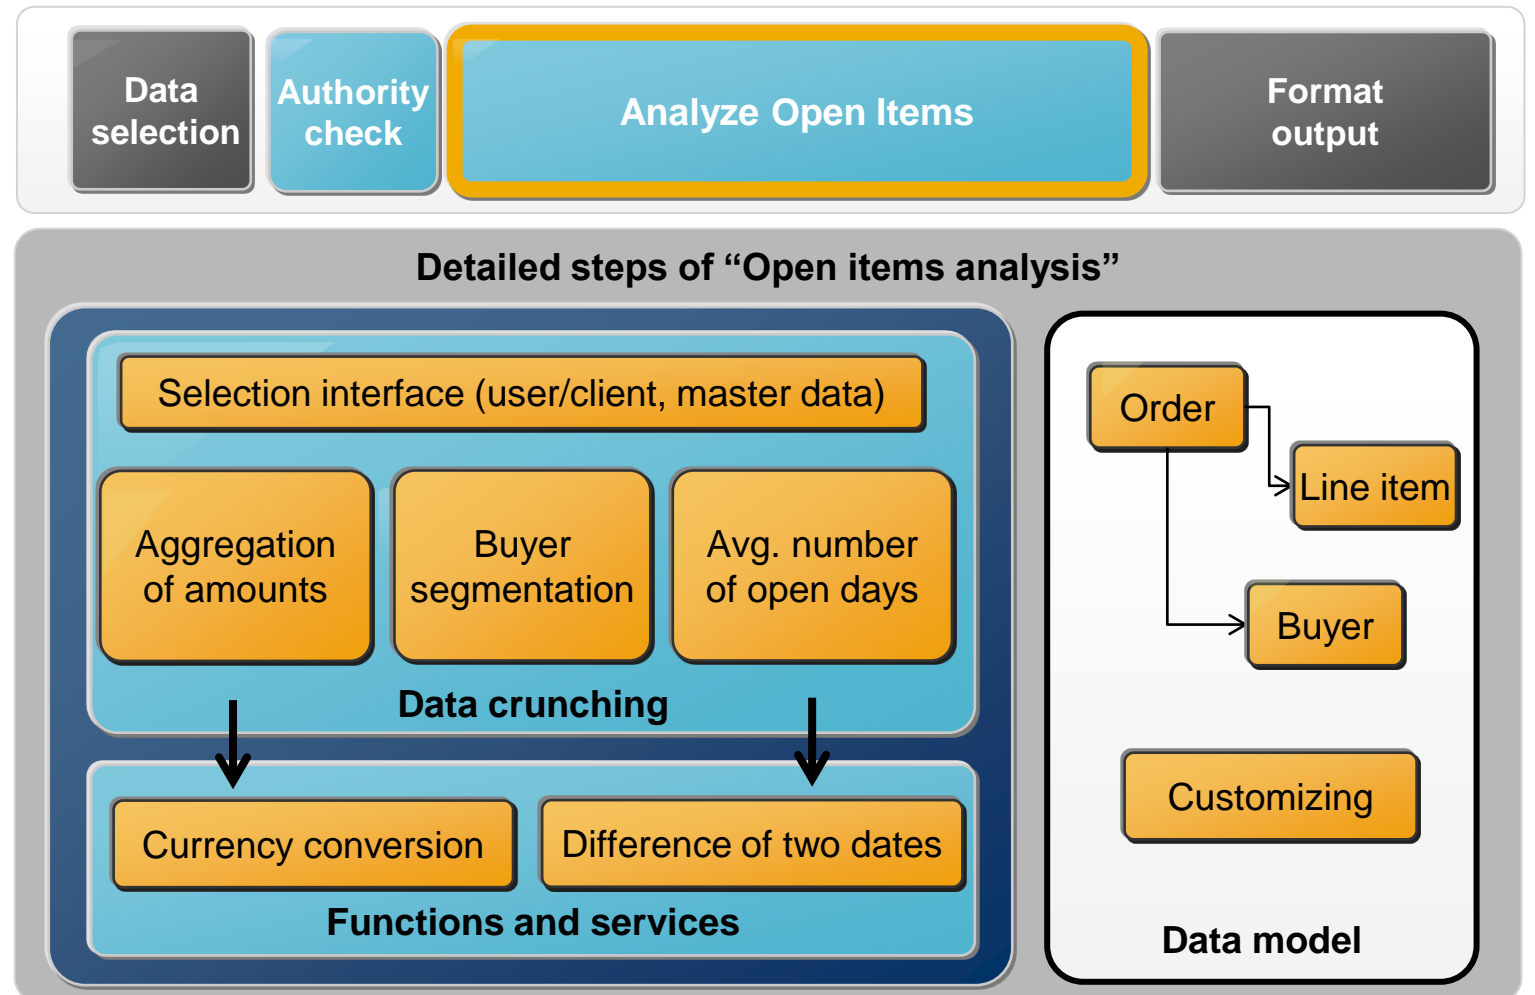 Data
selection
Authority
check
Analyze Open Items
Format
output
Detailed steps of “Open items analysis”
Selection interface (user/client, master data)
Aggregation
of amounts
Buyer
segmentation
Avg. number
of open days
Data crunching
Currency conversion
Difference of two dates
Functions and services
Order
Line item
Buyer
Customizing
Data model